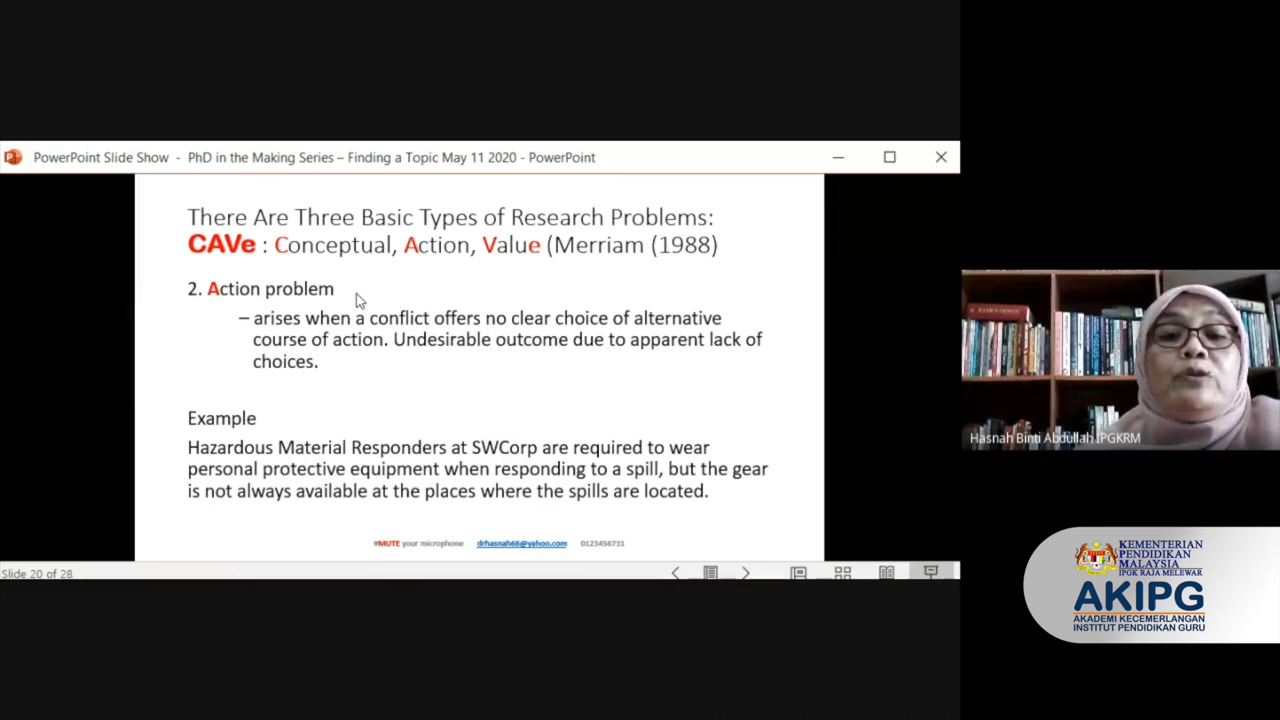 PowerPoint Slide Show - PhD in the Making Series – Finding a Topic May 11 2020 - PowerPoint
There Are Three Basic Types of Research Problems:
CAVe : Conceptual, Action, Value (Merriam (1988)
2. Action problem
– arises when a conflict offers no clear choice of alternative
course of action. Undesirable outcome due to apparent lack of
choices.
Example
Hazardous Material Responders at SWCorp are required to wear
personal protective equipment when responding to a spill, but the gear
is not always available at the places where the spills are located.
#MUTE your microphone drhasnah66@yahoo.com 0123456731
Slide 20 of 28
Hasnah Binti Abdullah IPGKRM
KEMENTERIAN
PENDIDIKAN
MALAYSIA
IPGK RAJA MELEWAR
AKIPG
AKADEMI KECEMERLANGAN
INSTITUT PENDIDIKAN GURU